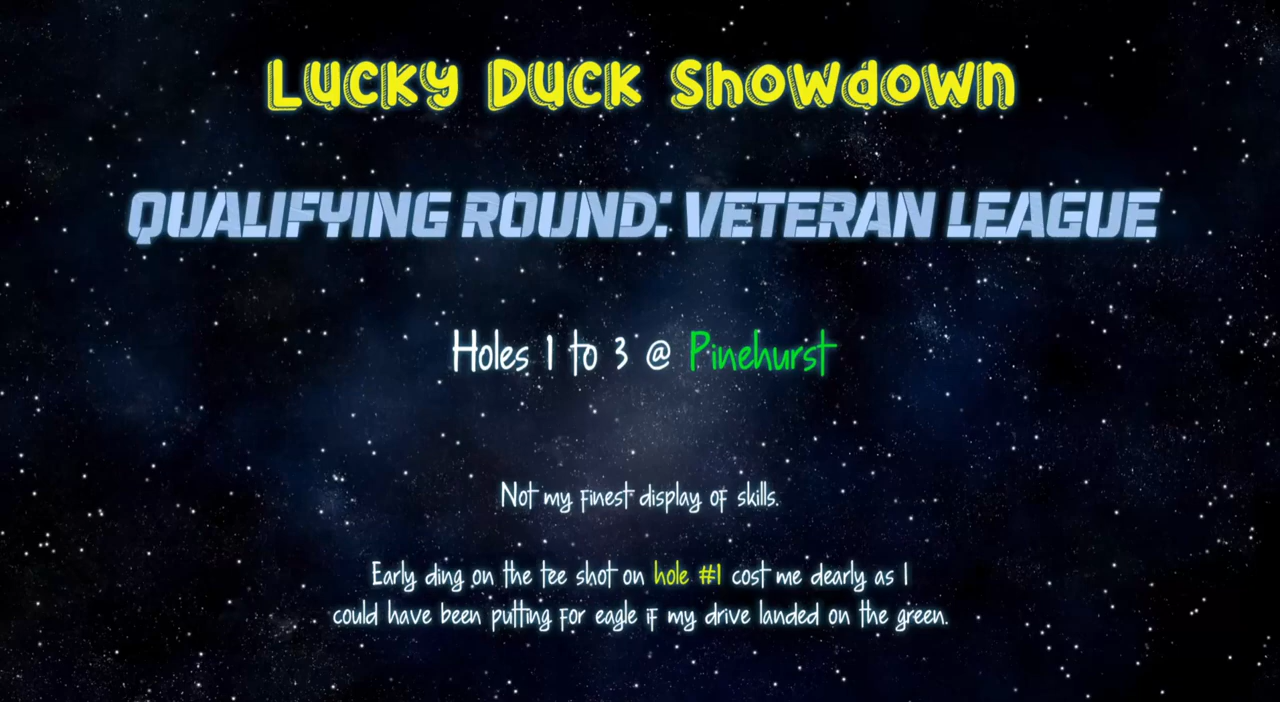 Lucky Duck Showdown
QUALIFYING ROUND: VETERAN LEAGUE
Holes 1 to 3 @ Pinehurst
Not my finest display of skills.
Early ding on the tee shot on hole #1 cost me dearly as I
could have been putting for eagle if my drive landed on the green.